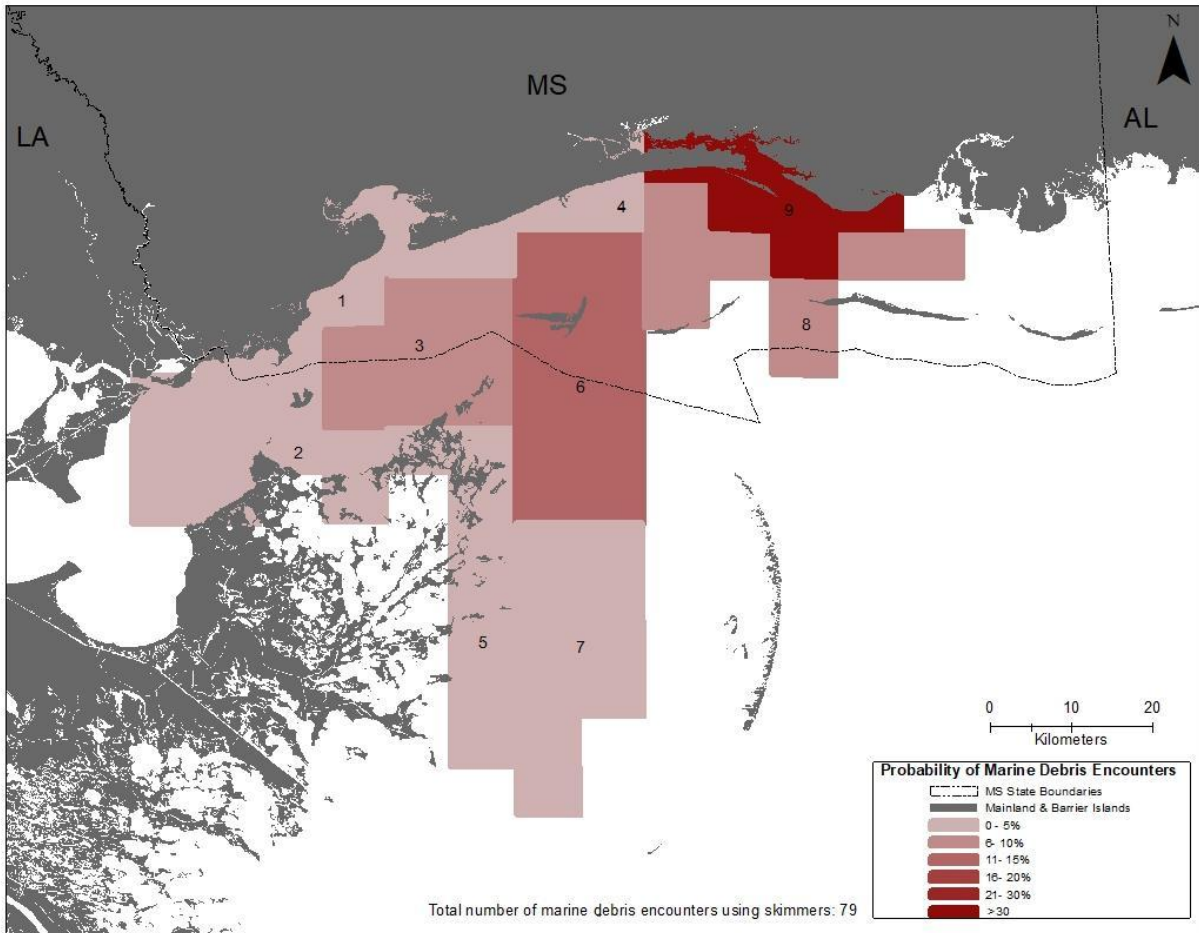 N
MS
LA
AL
4
9
1
8
3
6
2
5
7
0 10 20
Kilometers
Probability of Marine Debris Encounters
MS State Boundaries
Mainland & Barrier Islands
0 - 5%
6- 10%
11- 15%
16- 20%
21- 30%
>30
Total number of marine debris encounters using skimmers: 79